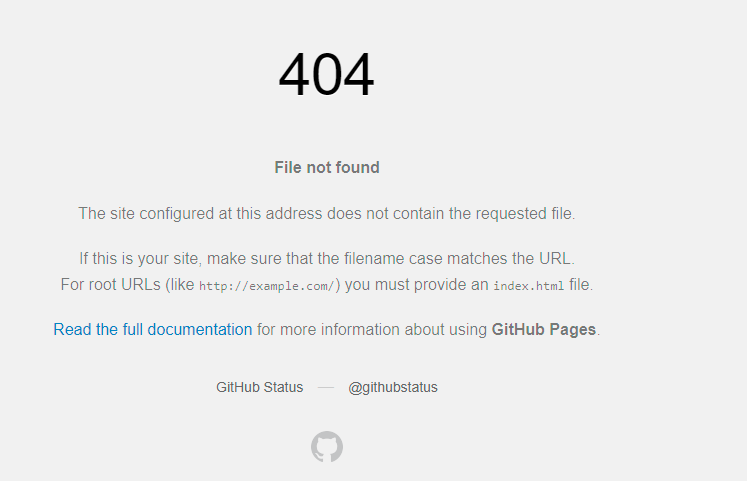 404
File not found
The site configured at this address does not contain the requested file.
If this is your site, make sure that the filename case matches the URL.
For root URLs (like http://example.com/) you must provide an index.html file.
Read the full documentation for more information about using GitHub Pages.
GitHub Status — @githubstatus